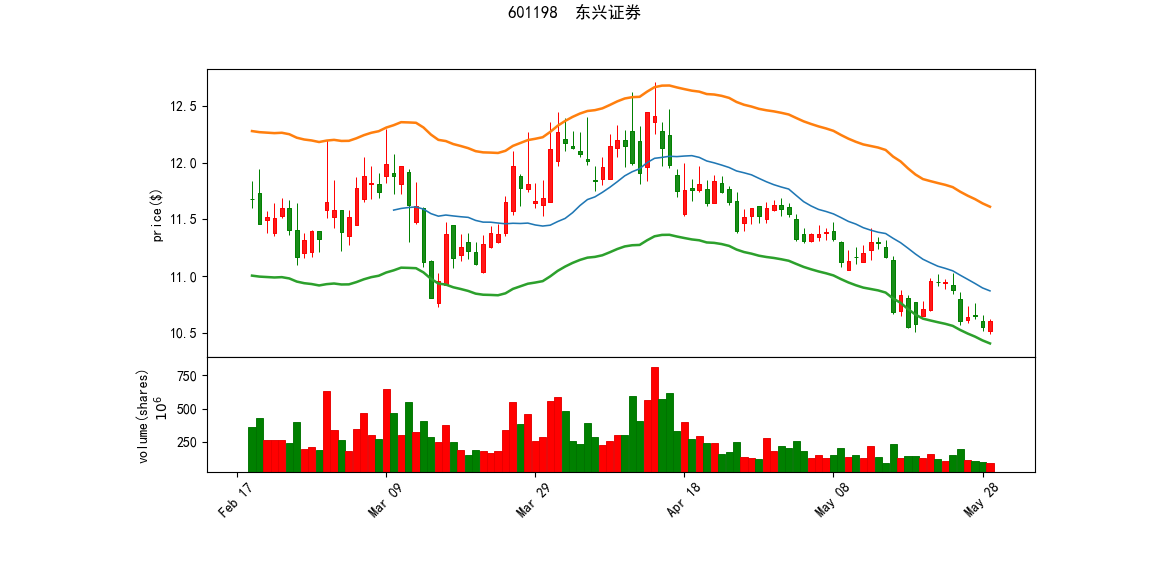 601198  东兴证券
price($)
12.5
12.0
11.5
11.0
10.5
volume(shares)
10^6
750
500
250
Feb 17
Mar 09
Mar 29
Apr 18
May 08
May 28